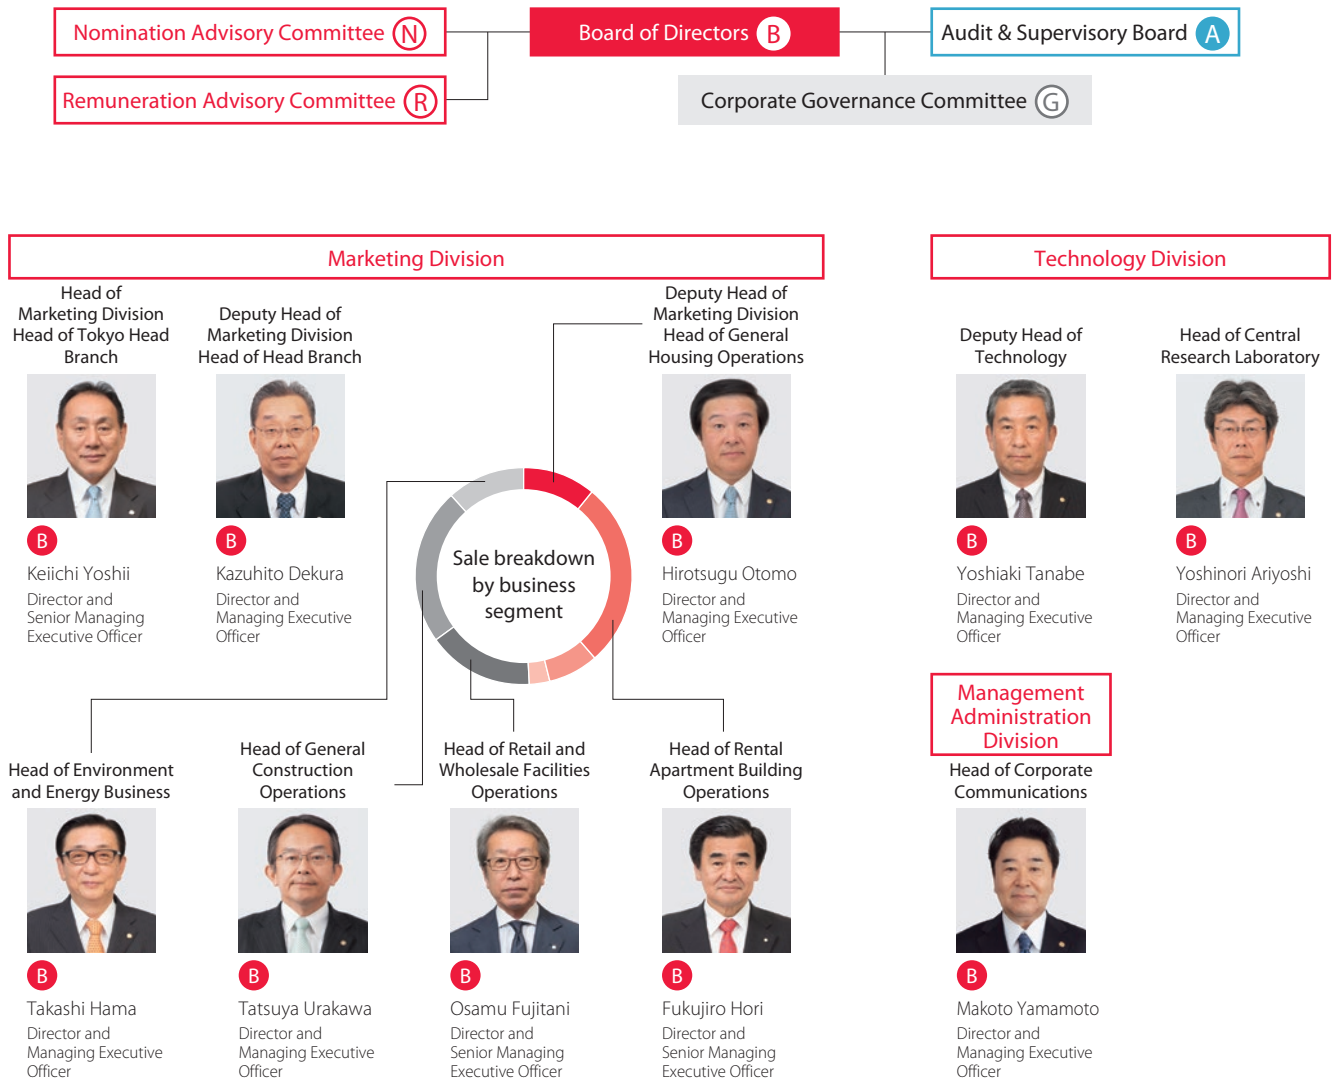 Nomination Advisory Committee N
Board of Directors B
Audit & Supervisory Board A
Remuneration Advisory Committee R
Corporate Governance Committee G
Marketing Division
Head of
Marketing Division
Head of Tokyo Head
Branch
B
Keiichi Yoshii
Director and
Senior Managing
Executive Officer
Deputy Head of
Marketing Division
Head of Head Branch
B
Kazuhito Dekura
Director and
Managing Executive
Officer
Sale breakdown
by business
segment
Deputy Head of
Marketing Division
Head of General
Housing Operations
B
Hirotsugu Otomo
Director and
Managing Executive
Officer
Head of Environment
and Energy Business
B
Takashi Hama
Director and
Managing Executive
Officer
Head of General
Construction
Operations
B
Tatsuya Urakawa
Director and
Managing Executive
Officer
Head of Retail and
Wholesale Facilities
Operations
B
Osamu Fujitani
Director and
Senior Managing
Executive Officer
Head of Rental
Apartment Building
Operations
B
Fukujiro Hori
Director and
Senior Managing
Executive Officer
Technology Division
Deputy Head of
Technology
B
Yoshiaki Tanabe
Director and
Managing Executive
Officer
Head of Central
Research Laboratory
B
Yoshinori Ariyoshi
Director and
Managing Executive
Officer
Management
Administration
Division
Head of Corporate
Communications
B
Makoto Yamamoto
Director and
Managing Executive
Officer